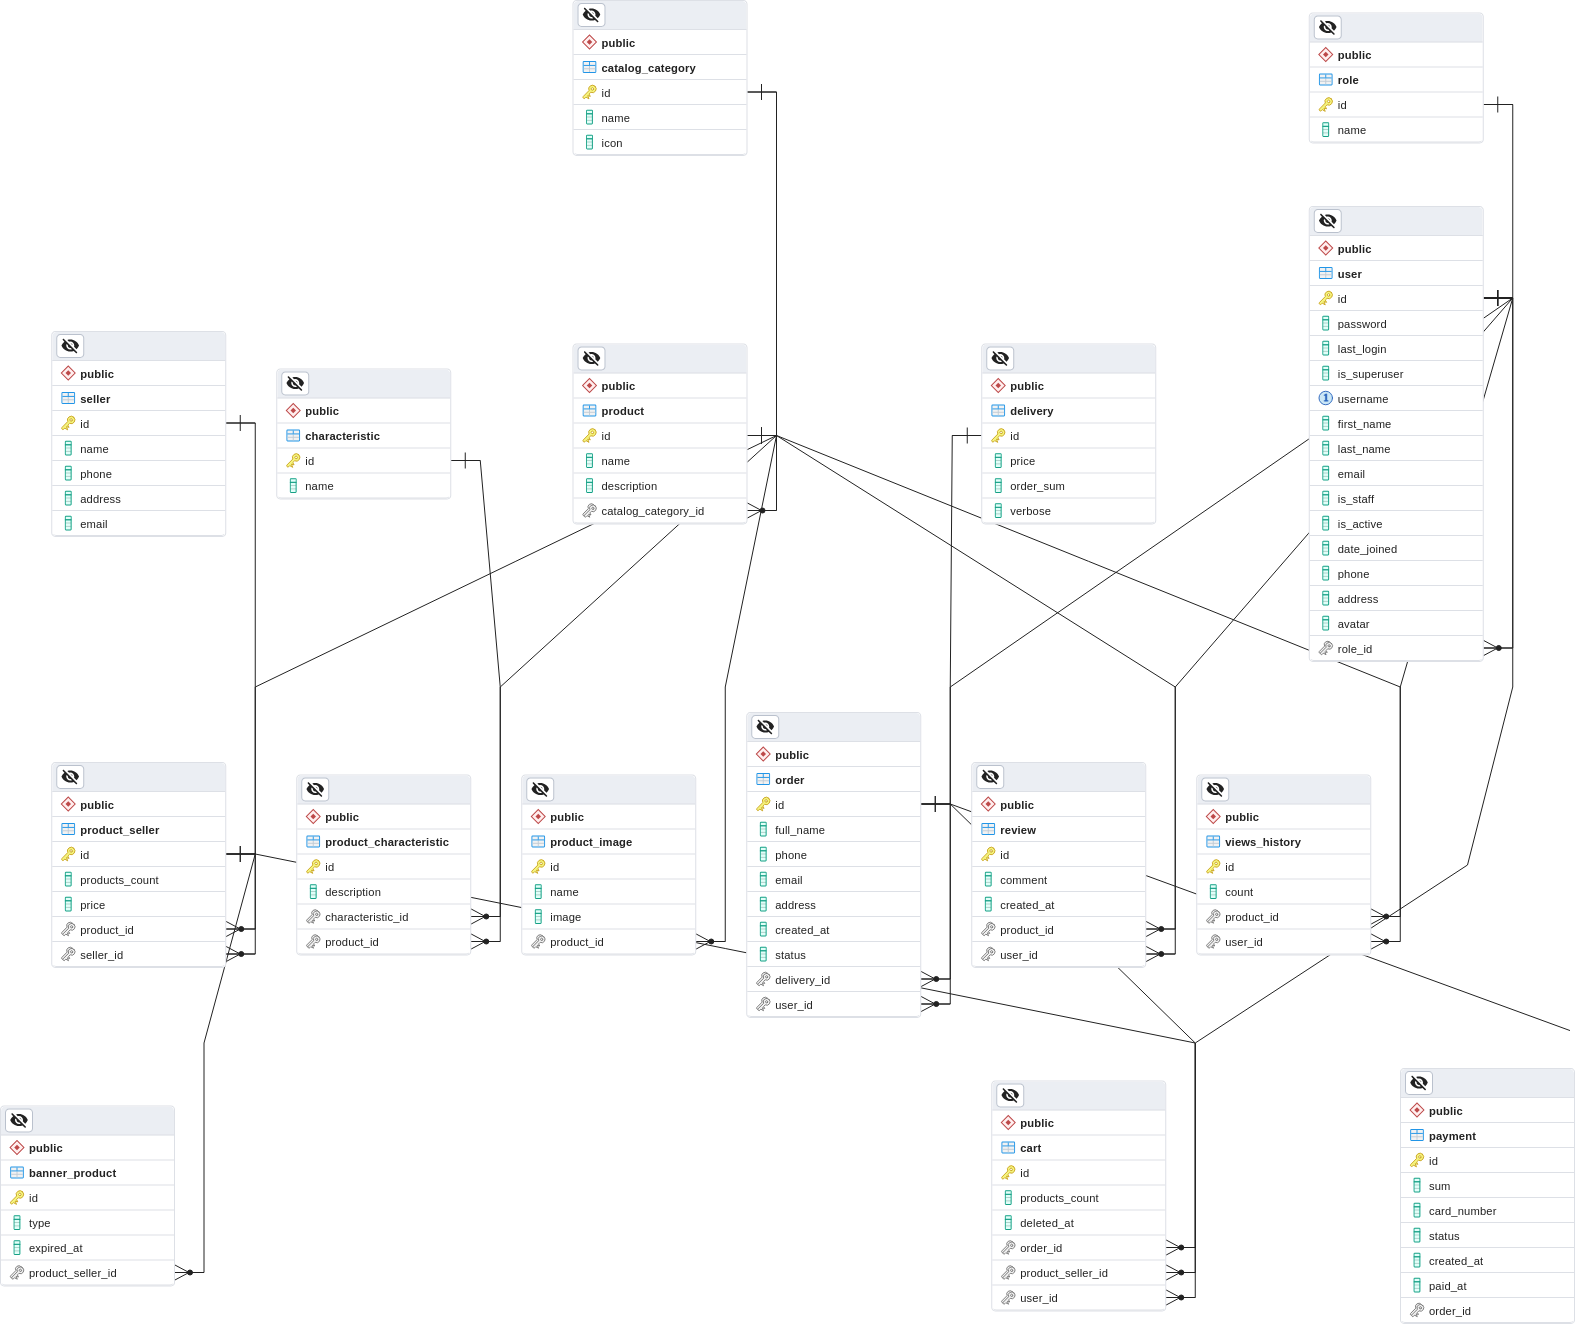 public
catalog_category
id
name
icon
public
role
id
name
public
user
id
password
last_login
is_superuser
1 username
first_name
last_name
email
is_staff
is_active
date_joined
phone
address
avatar
role_id
public
seller
id
name
phone
address
email
public
characteristic
id
name
public
product
id
name
description
catalog_category_id
public
delivery
id
price
order_sum
verbose
public
product_seller
id
products_count
price
product_id
seller_id
public
product_characteristic
id
description
characteristic_id
product_id
public
product_image
id
name
image
product_id
public
order
id
full_name
phone
email
address
created_at
status
delivery_id
user_id
public
review
id
comment
created_at
product_id
user_id
public
views_history
id
count
product_id
user_id
public
banner_product
id
type
expired_at
product_seller_id
public
cart
id
products_count
deleted_at
order_id
product_seller_id
user_id
public
payment
id
sum
card_number
status
created_at
paid_at
order_id